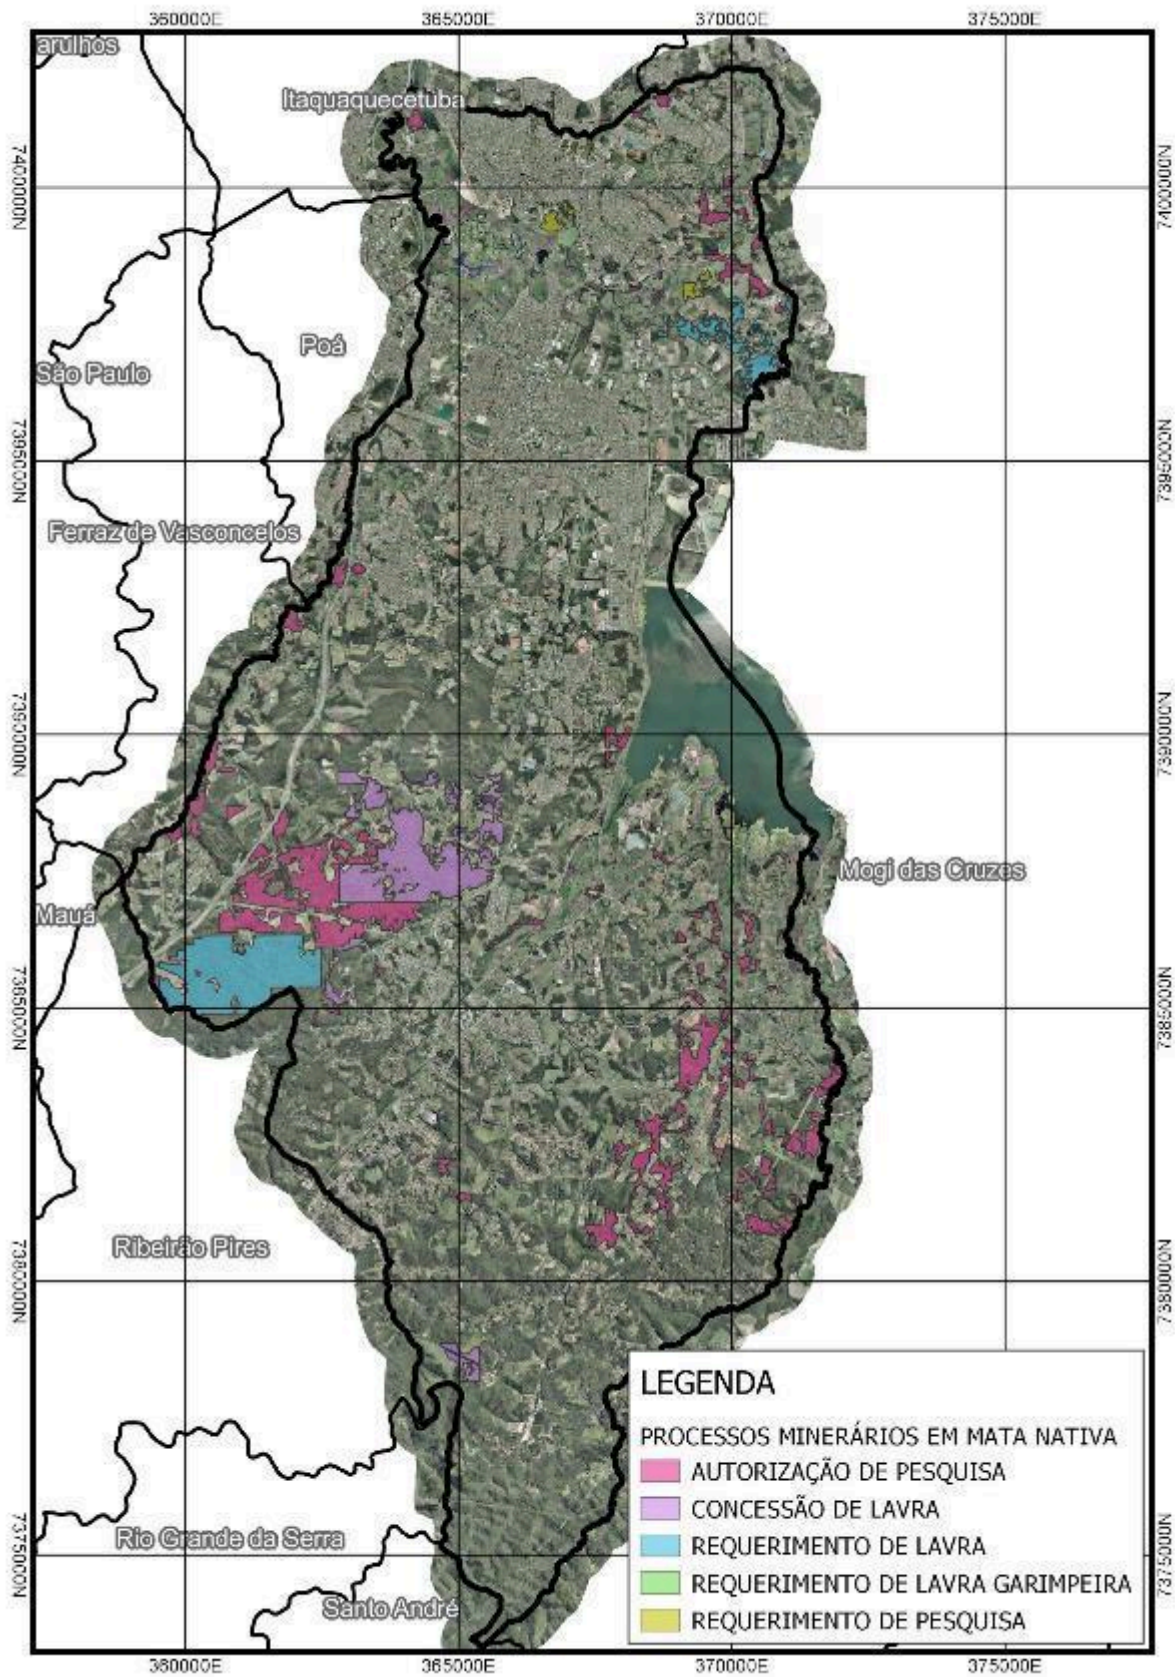 360000E 365000E 370000E 375000E
arulhos
Itaquaquecetuba
7400000N 7400000N
Poá
São Paulo
7395000N 7395000N
Ferraz de Vasconcelos
7390000N 7390000N
Mogi das Cruzes
Mauá
7385000N 7385000N
Ribeirão Pires
7380000N 7380000N
LEGENDA
PROCESSOS MINERÁRIOS EM MATA NATIVA
AUTORIZAÇÃO DE PESQUISA
CONCESSÃO DE LAVRA
REQUERIMENTO DE LAVRA
REQUERIMENTO DE LAVRA GARIMPEIRA
REQUERIMENTO DE PESQUISA
Rio Grande da Serra
7375000N 7375000N
Santo André
360000E 365000E 370000E 375000E